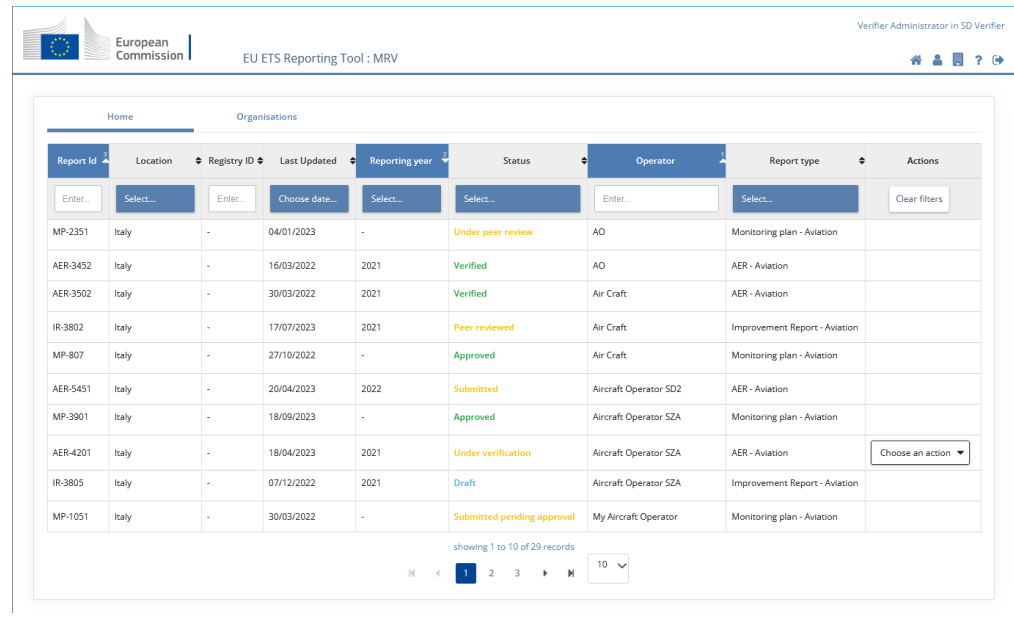 Verifier Administrator in SD Verifier
European
Commission
EU ETS Reporting Tool : MRV
?
Home Organisations
Report Id 3 Location Registry ID Last Updated Reporting year 2 Status Operator 1 Report type Actions
Enter... Select... Enter... Choose date... Select... Select... Enter... Select... Clear filters
MP-2351 Italy - 04/01/2023 - Under peer review AO Monitoring plan - Aviation
AER-3452 Italy - 16/03/2022 2021 Verified AO AER - Aviation
AER-3502 Italy - 30/03/2022 2021 Verified Air Craft AER - Aviation
IR-3802 Italy - 17/07/2023 2021 Peer reviewed Air Craft Improvement Report - Aviation
MP-807 Italy - 27/10/2022 - Approved Air Craft Monitoring plan - Aviation
AER-5451 Italy - 20/04/2023 2022 Submitted Aircraft Operator SD2 AER - Aviation
MP-3901 Italy - 18/09/2023 - Approved Aircraft Operator SZA Monitoring plan - Aviation
AER-4201 Italy - 18/04/2023 2021 Under verification Aircraft Operator SZA AER - Aviation Choose an action
IR-3805 Italy - 07/12/2022 2021 Draft Aircraft Operator SZA Improvement Report - Aviation
MP-1051 Italy - 30/03/2022 - Submitted pending approval My Aircraft Operator Monitoring plan - Aviation
showing 1 to 10 of 29 records
1 2 3 10